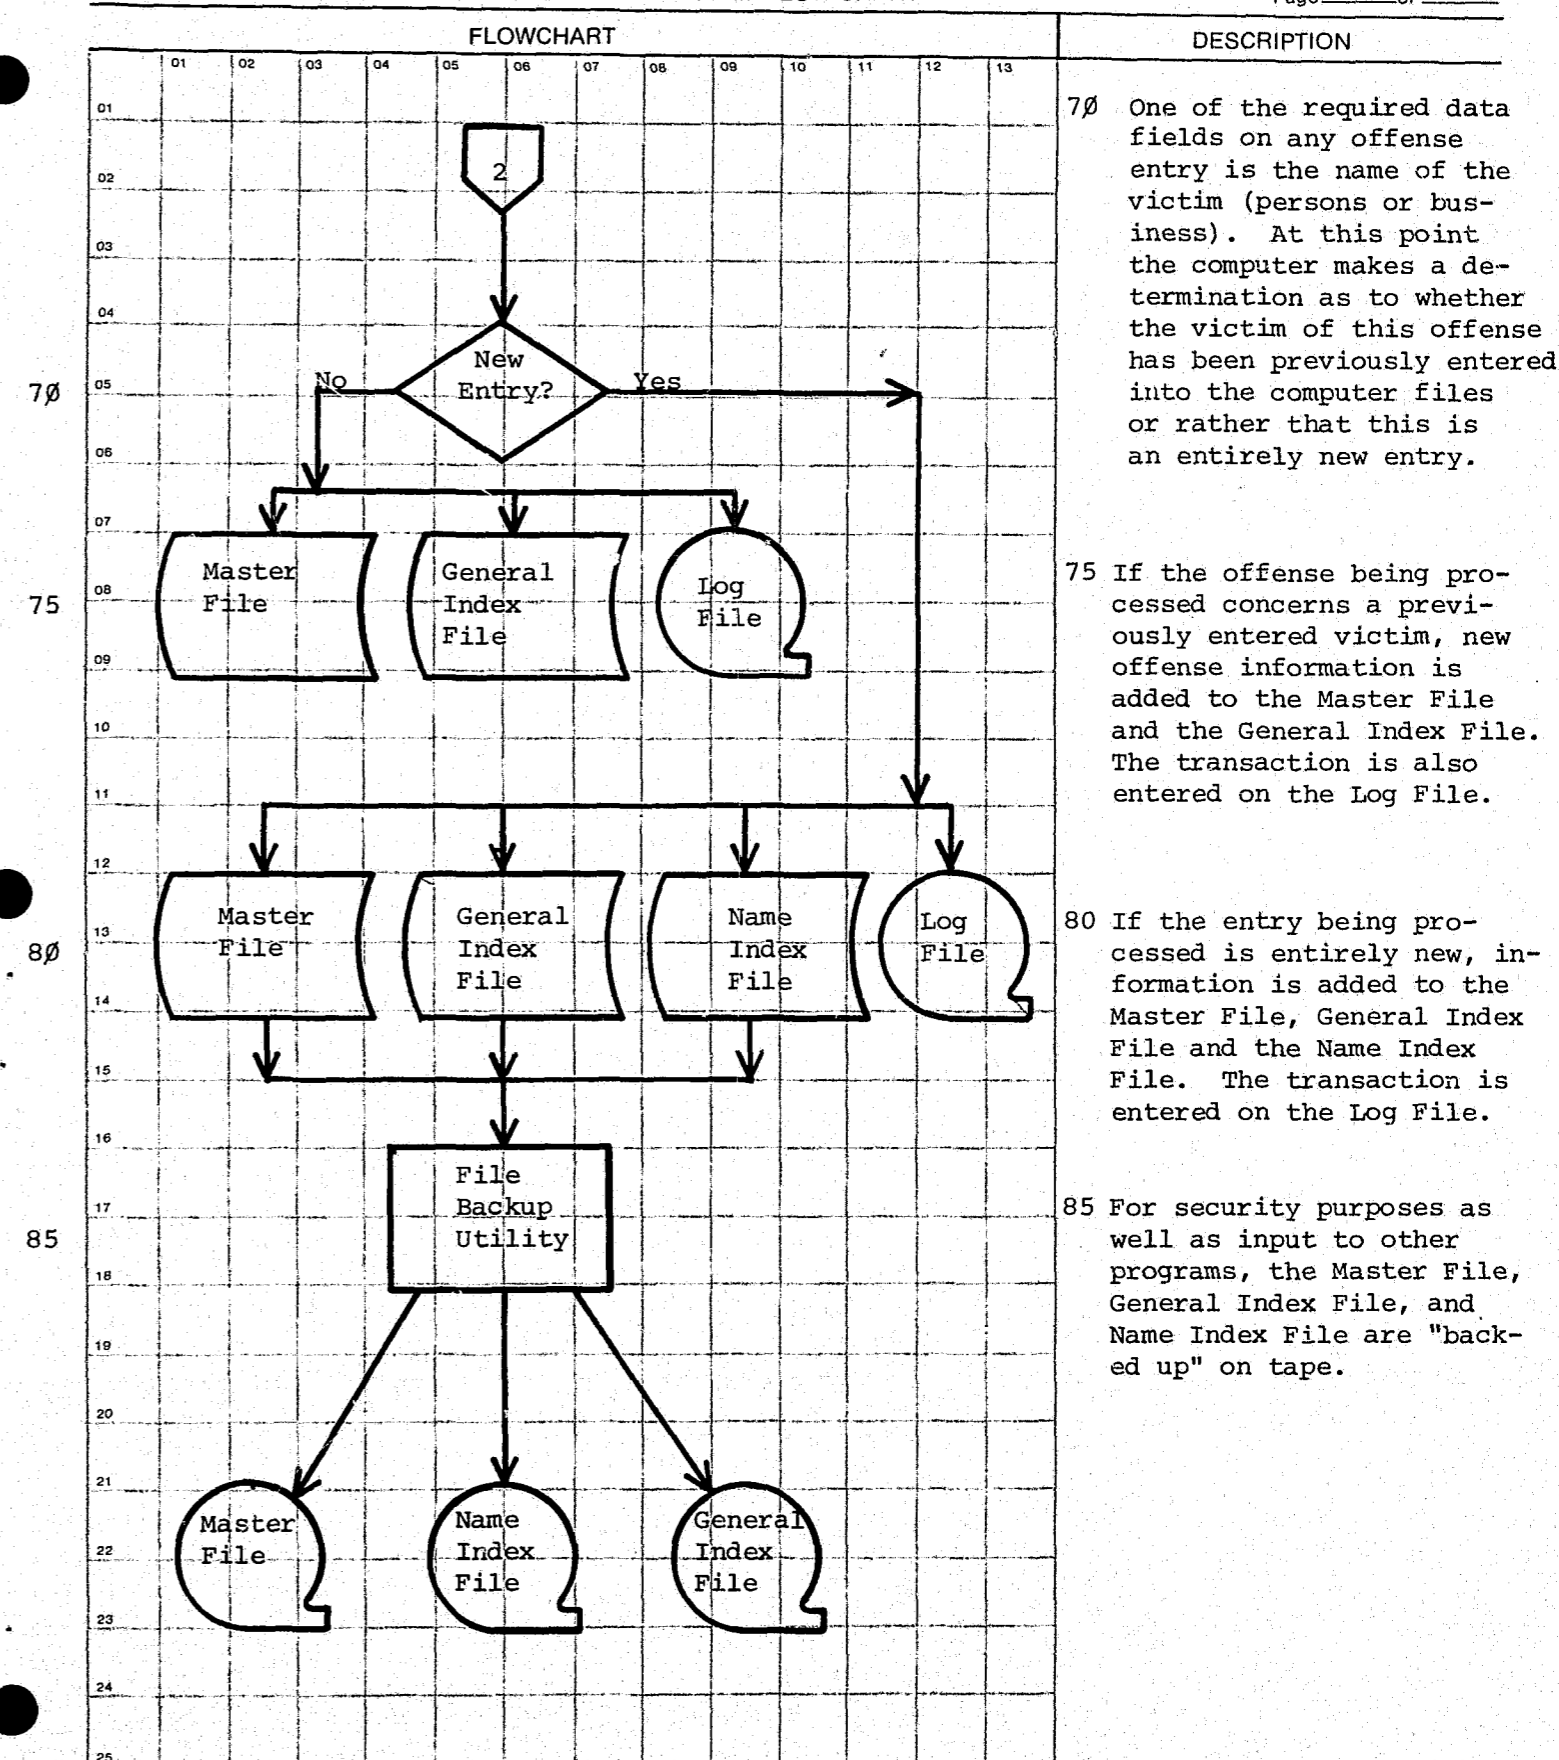 FLOWCHART
DESCRIPTION
01 02 03 04 05 06 07 08 09 10 11 12 13
01
02
03
04
05
06
07
08
09
10
11
12
13
14
15
16
17
18
19
20
21
22
23
24
25
2
New
Entry?
No
Yes
7Ø
Master
File
General
Index
File
Log
File
75
Master
File
General
Index
File
Name
Index
File
Log
File
8Ø
File
Backup
Utility
85
Master
File
Name
Index
File
General
Index
File
7Ø One of the required data
fields on any offense
entry is the name of the
victim (persons or bus-
iness). At this point
the computer makes a de-
termination as to whether
the victim of this offense
has been previously entered
into the computer files
or rather that this is
an entirely new entry.
75 If the offense being pro-
cessed concerns a previ-
ously entered victim, new
offense information is
added to the Master File
and the General Index File.
The transaction is also
entered on the Log File.
80 If the entry being pro-
cessed is entirely new, in-
formation is added to the
Master File, General Index
File and the Name Index
File. The transaction is
entered on the Log File.
85 For security purposes as
well as input to other
programs, the Master File,
General Index File, and
Name Index File are "back-
ed up" on tape.